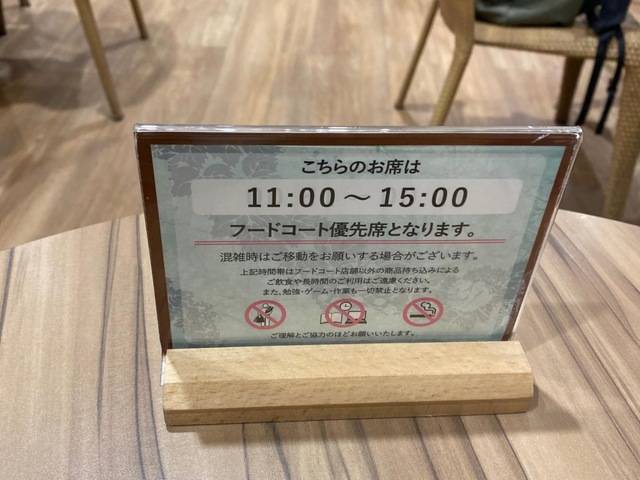 こちらのお席は
11:00～15:00
フードコート優先席となります。
混雑時はご移動をお願いする場合がございます。
上記時間帯はフードコート店舗以外の商品持ち込みによる
ご飲食や長時間のご利用はご遠慮ください。
また、勉強・ゲーム・作業も一切禁止となります。
ご理解とご協力のほどお願いいたします。